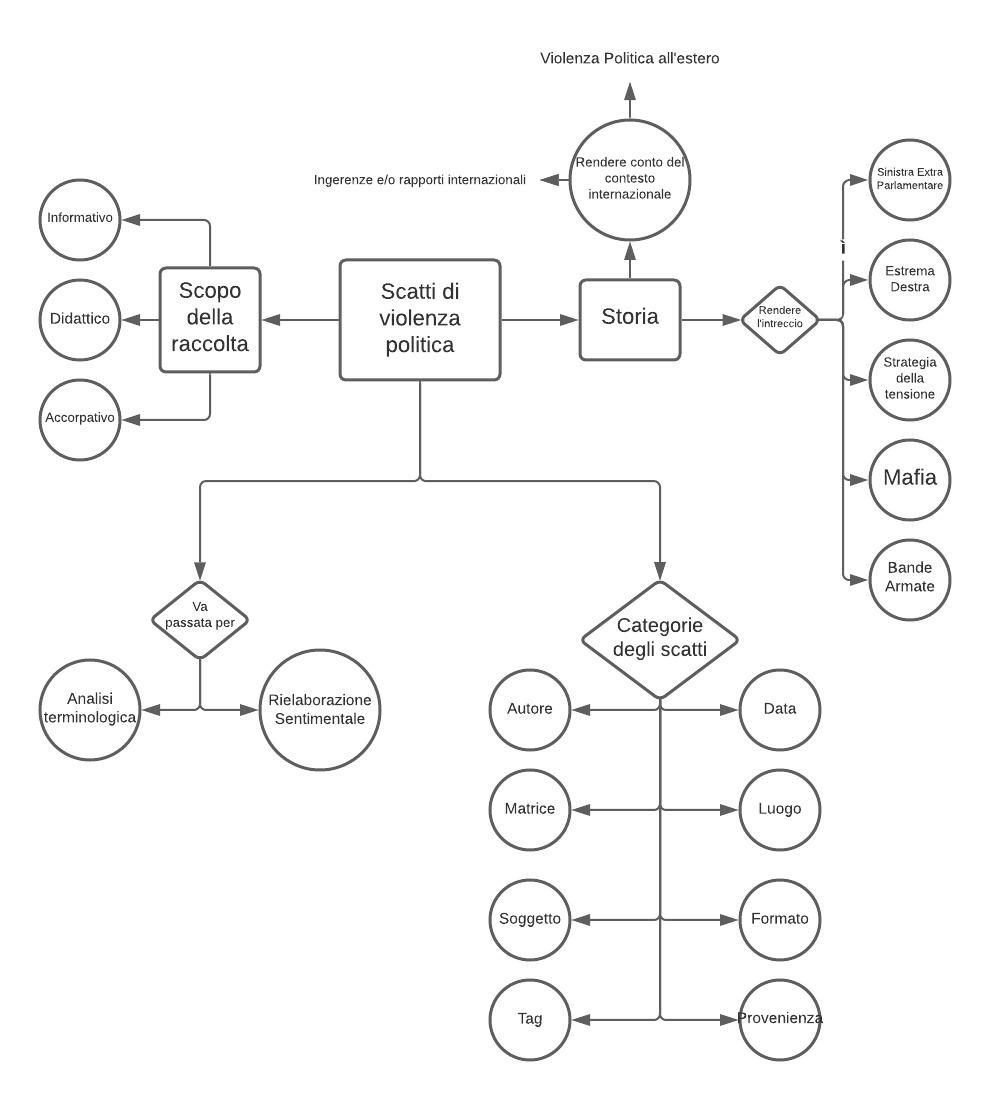 Violenza Politica all'estero
Rendere conto del
contesto
internazionale
Ingerenze e/o rapporti internazionali
Sinistra Extra
Parlamentare
Informativo
ì
Estrema
Destra
Scopo
della
raccolta
Scatti di
violenza
politica
Storia
Rendere
l'intreccio
Didattico
Strategia
della
tensione
Accorpativo
Mafia
Bande
Armate
Va
passata per
Categorie
degli scatti
Analisi
terminologica
Rielaborazione
Sentimentale
Autore
Data
Matrice
Luogo
Soggetto
Formato
Tag
Provenienza